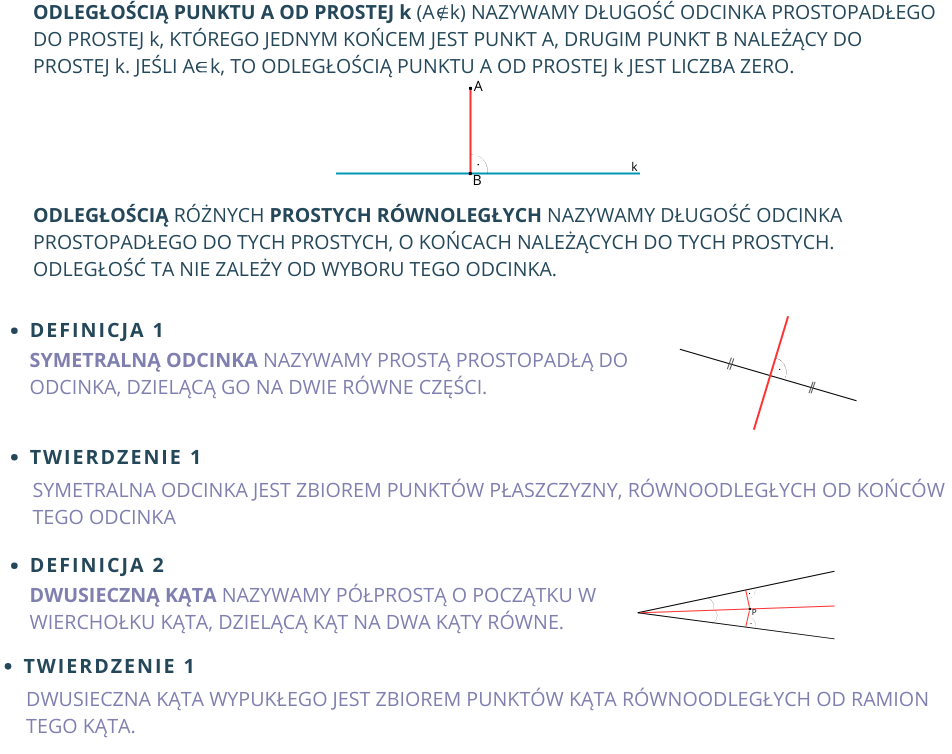 ODLEGŁOŚCIĄ PUNKTU A OD PROSTEJ k (A∉k) NAZYWAMY DŁUGOŚĆ ODCINKA PROSTOPADŁEGO
DO PROSTEJ k, KTÓREGO JEDNYM KOŃCEM JEST PUNKT A, DRUGIM PUNKT B NALEŻĄCY DO
PROSTEJ k. JEŚLI A∈k, TO ODLEGŁOŚCIĄ PUNKTU A OD PROSTEJ k JEST LICZBA ZERO.
A
k
B
ODLEGŁOŚCIĄ RÓŻNYCH PROSTYCH RÓWNOLEGŁYCH NAZYWAMY DŁUGOŚĆ ODCINKA
PROSTOPADŁEGO DO TYCH PROSTYCH, O KOŃCACH NALEŻĄCYCH DO TYCH PROSTYCH.
ODLEGŁOŚĆ TA NIE ZALEŻY OD WYBORU TEGO ODCINKA.
• DEFINICJA 1
SYMETRALNĄ ODCINKA NAZYWAMY PROSTĄ PROSTOPADŁĄ DO
ODCINKA, DZIELĄCĄ GO NA DWIE RÓWNE CZĘŚCI.
• TWIERDZENIE 1
SYMETRALNA ODCINKA JEST ZBIOREM PUNKTÓW PŁASZCZYZNY, RÓWNOODLEGŁYCH OD KOŃCÓW
TEGO ODCINKA
• DEFINICJA 2
DWUSIECZNĄ KĄTA NAZYWAMY PÓŁPROSTĄ O POCZĄTKU W
WIERCHOŁKU KĄTA, DZIELĄCĄ KĄT NA DWA KĄTY RÓWNE.
P
• TWIERDZENIE 1
DWUSIECZNA KĄTA WYPUKŁEGO JEST ZBIOREM PUNKTÓW KĄTA RÓWNOODLEGŁYCH OD RAMION
TEGO KĄTA.